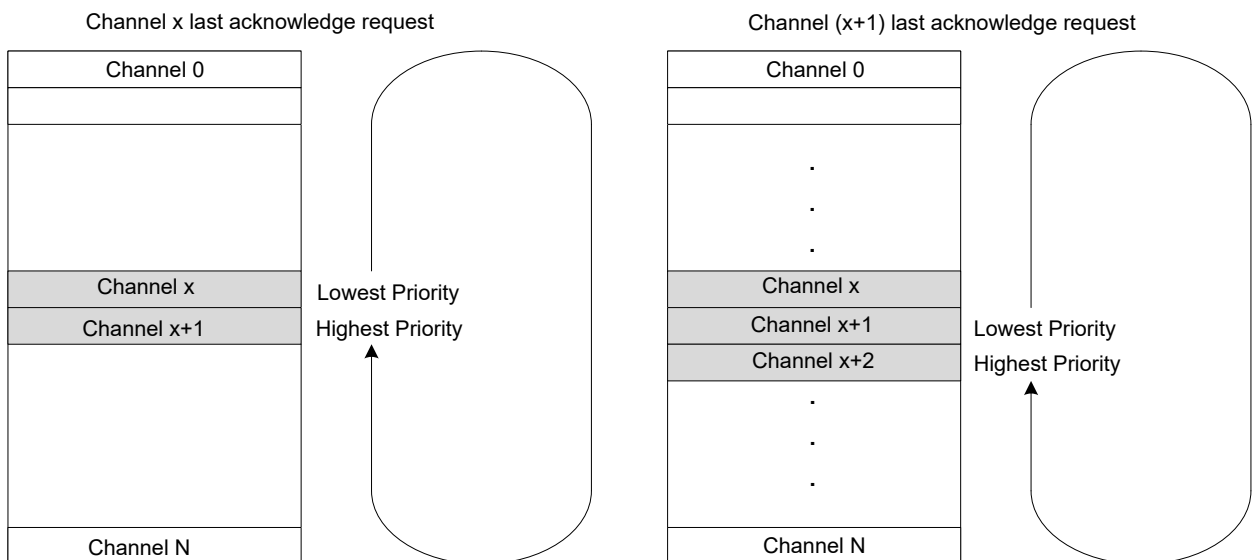 Channel x last acknowledge request
Channel 0
Channel x
Lowest Priority
Channel x+1
Highest Priority
Channel N
Channel (x+1) last acknowledge request
Channel 0
.
.
.
Channel x
Channel x+1
Lowest Priority
Channel x+2
Highest Priority
.
.
.
Channel N